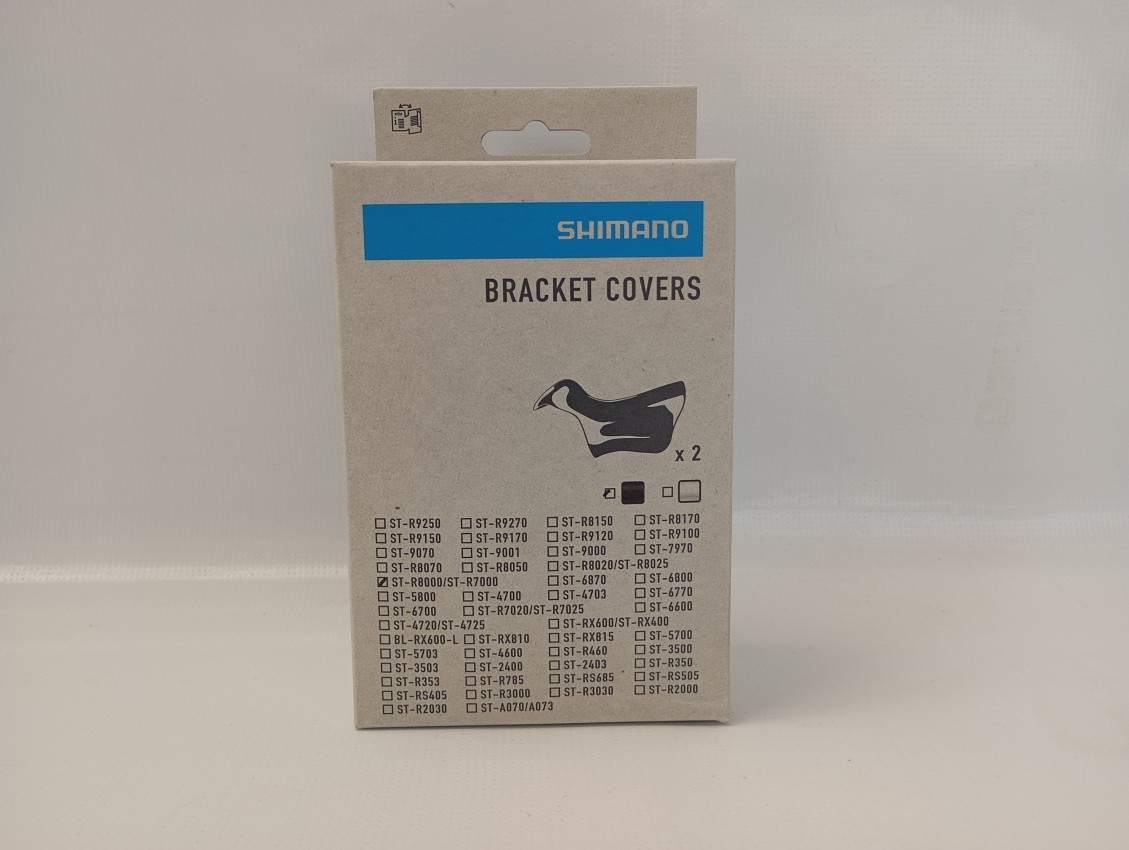 SHIMANO
BRACKET COVERS
x 2
ST-R9250 ST-R9270 ST-R8150 ST-R8170
ST-R9150 ST-R9170 ST-R9120 ST-R9100
ST-9070 ST-9001 ST-9000 ST-7970
ST-R8070 ST-R8050 ST-R8020/ST-R8025
ST-R8000/ST-R7000 ST-6870 ST-6800
ST-5800 ST-4700 ST-4703 ST-6770
ST-6700 ST-R7020/ST-R7025 ST-6600
ST-4720/ST-4725 ST-RX600/ST-RX400
BL-RX600-L ST-RX810 ST-RX815 ST-5700
ST-5703 ST-4600 ST-R460 ST-3500
ST-3503 ST-2400 ST-2403 ST-R350
ST-R353 ST-R785 ST-RS685 ST-RS505
ST-RS405 ST-R3000 ST-R3030 ST-R2000
ST-R2030 ST-A070/A073